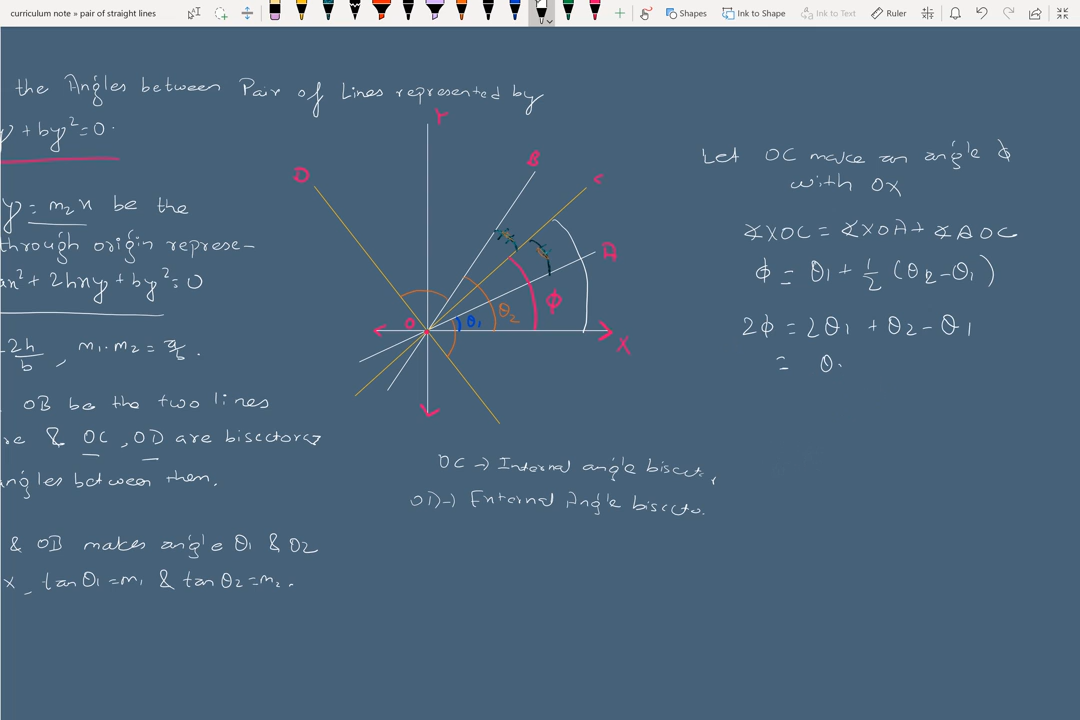 curriculum note » pair of straight lines
Shapes
Ink to Shape
Ink to Text
Ruler
the Angles between Pair of Lines represented by
y + by²=0.
y = m₂x be the
through origin represe-
ax² + 2hxy + by² = 0
-2h/b , m₁·m₂ = a/b .
OB be the two lines
re & OC , OD are bisectors
angles between them.
& OB makes angle θ₁ & θ2
x , tan θ₁ = m₁ & tan θ₂ = m₂ .
Y
B
D
C
A
θ₂
ϕ
θ₁
O
X
OC → Internal angle bisector,
OD → External Angle bisector.
Let OC make an angle ϕ
with OX
∡XOC = ∡XOA + ∡AOC
ϕ = θ₁ + 1/2 (θ₂ - θ₁)
2ϕ = 2θ₁ + θ₂ - θ₁
= θ.